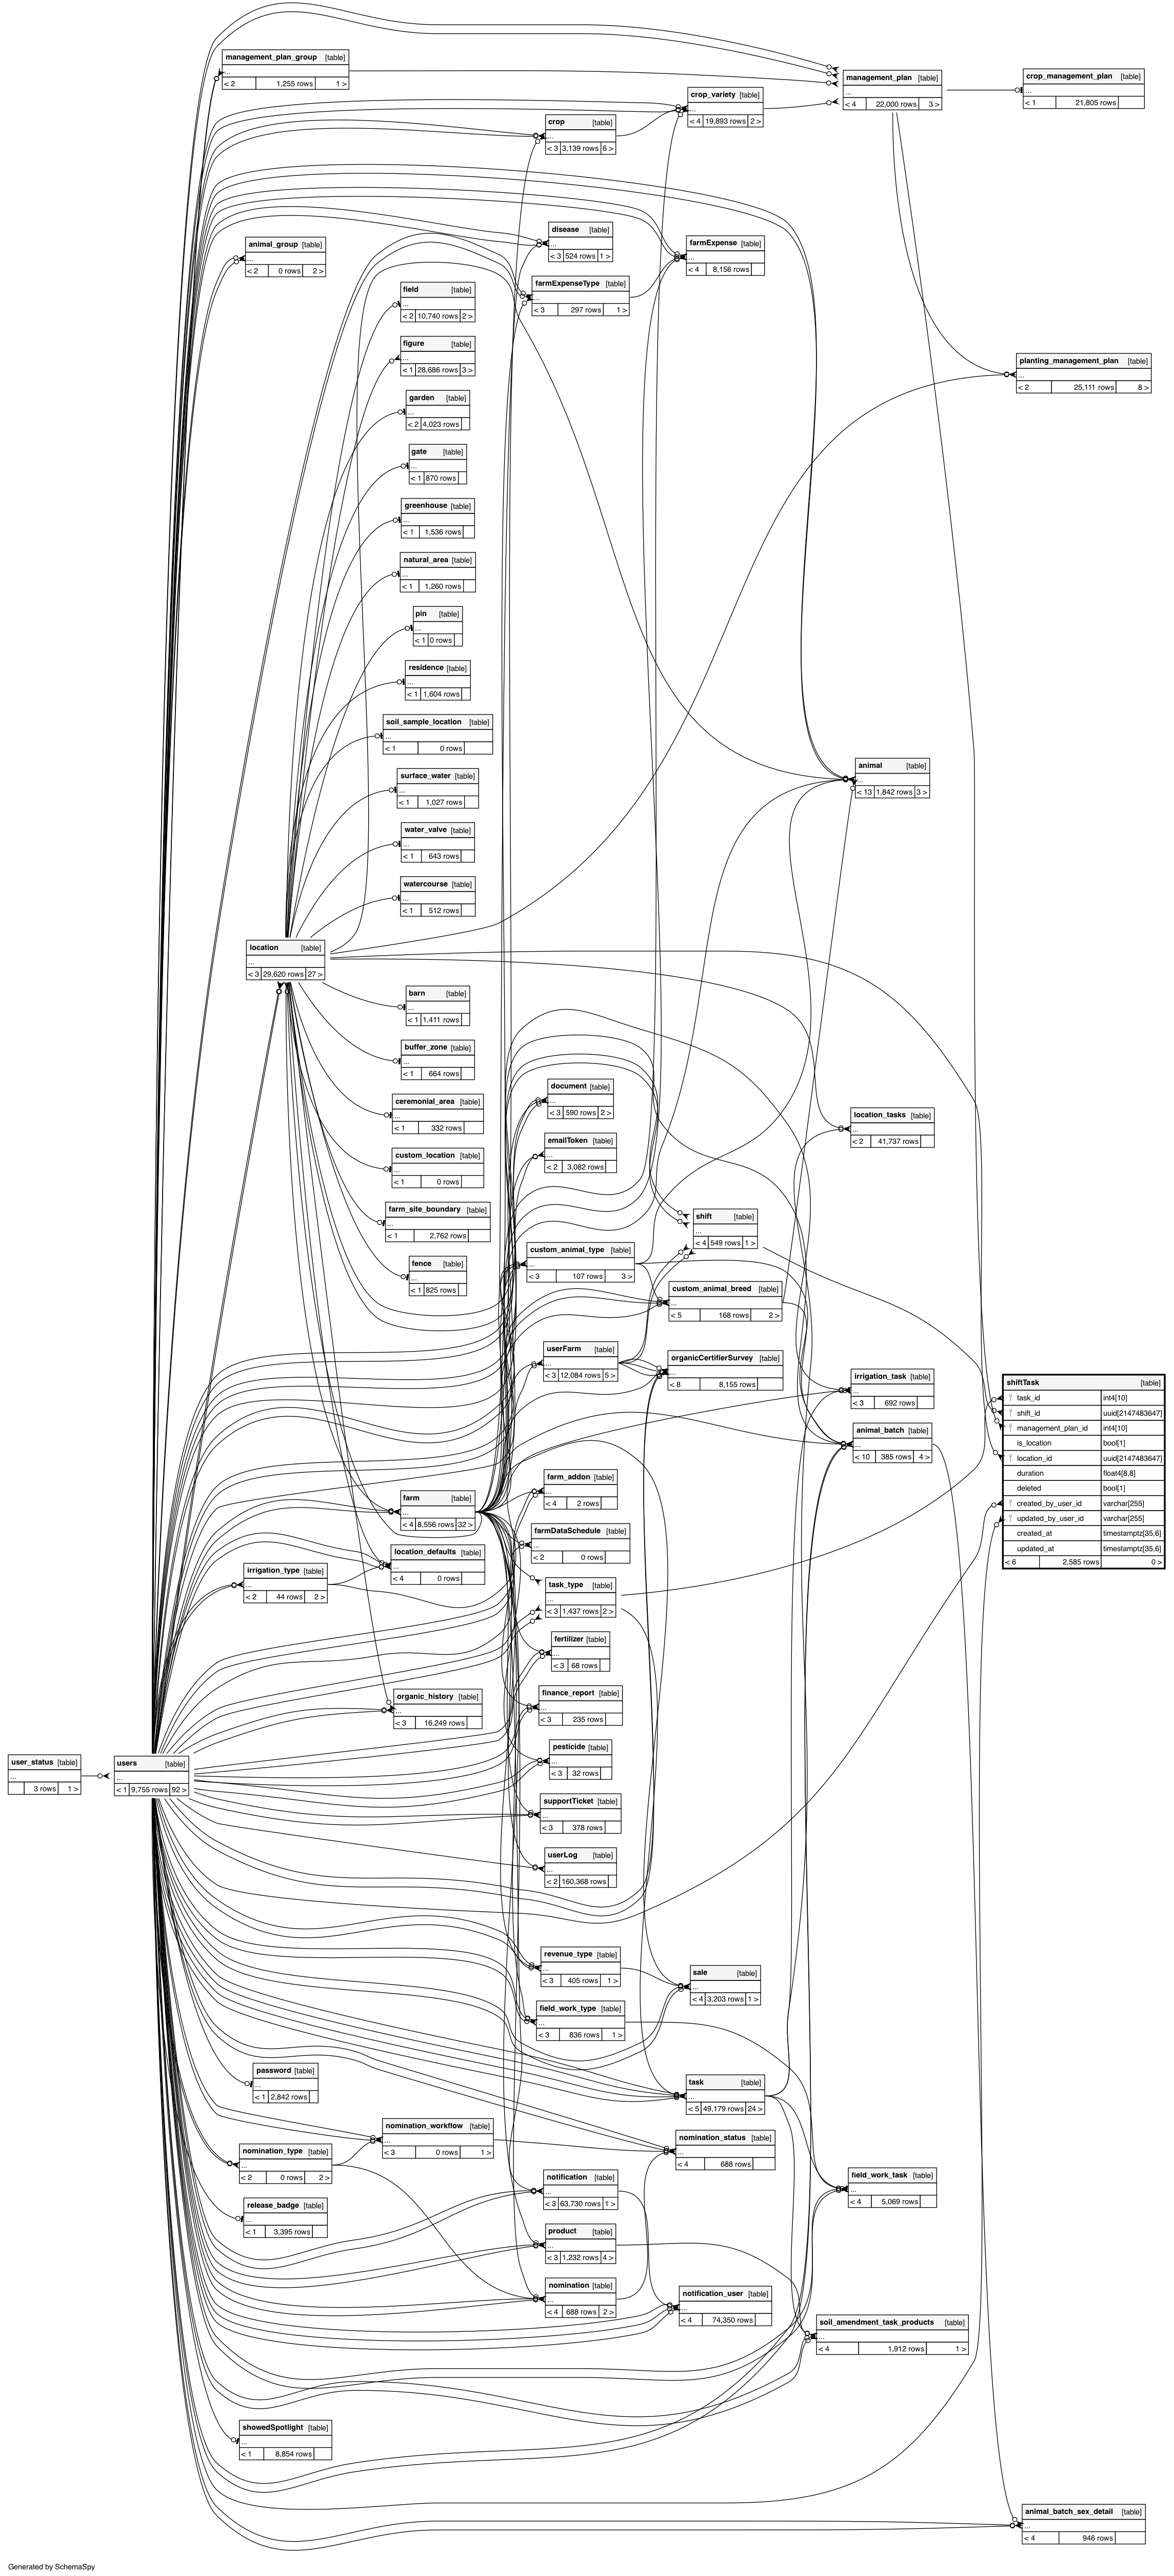 management_plan_group [table]
...
< 2 1,255 rows 1 >
management_plan [table]
...
< 4 22,000 rows 3 >
crop_management_plan [table]
...
< 1 21,805 rows
crop_variety [table]
...
< 4 19,893 rows 2 >
crop [table]
...
< 3 3,139 rows 6 >
disease [table]
...
< 3 524 rows 1 >
farmExpense [table]
...
< 4 8,156 rows
animal_group [table]
...
< 2 0 rows 2 >
farmExpenseType [table]
...
< 3 297 rows 1 >
field [table]
...
< 2 10,740 rows 2 >
figure [table]
...
< 1 28,686 rows 3 >
planting_management_plan [table]
...
< 2 25,111 rows 8 >
garden [table]
...
< 2 4,023 rows
gate [table]
...
< 1 870 rows
greenhouse [table]
...
< 1 1,536 rows
natural_area [table]
...
< 1 1,260 rows
pin [table]
...
< 1 0 rows
residence [table]
...
< 1 1,604 rows
soil_sample_location [table]
...
< 1 0 rows
animal [table]
...
< 13 1,842 rows 3 >
surface_water [table]
...
< 1 1,027 rows
water_valve [table]
...
< 1 643 rows
watercourse [table]
...
< 1 512 rows
location [table]
...
< 3 29,620 rows 27 >
barn [table]
...
< 1 1,411 rows
buffer_zone [table]
...
< 1 664 rows
document [table]
...
< 3 590 rows 2 >
ceremonial_area [table]
...
< 1 332 rows
location_tasks [table]
...
< 2 41,737 rows
emailToken [table]
...
< 2 3,082 rows
custom_location [table]
...
< 1 0 rows
farm_site_boundary [table]
...
< 1 2,762 rows
shift [table]
...
< 4 549 rows 1 >
custom_animal_type [table]
...
< 3 107 rows 3 >
fence [table]
...
< 1 825 rows
custom_animal_breed [table]
...
< 5 168 rows 2 >
userFarm [table]
...
< 3 12,084 rows 5 >
organicCertifierSurvey [table]
...
< 8 8,155 rows
irrigation_task [table]
...
< 3 692 rows
shiftTask [table]
task_id int4[10]
shift_id uuid[2147483647]
management_plan_id int4[10]
is_location bool[1]
location_id uuid[2147483647]
duration float4[8,8]
deleted bool[1]
created_by_user_id varchar[255]
updated_by_user_id varchar[255]
created_at timestamptz[35,6]
updated_at timestamptz[35,6]
< 6 2,585 rows 0 >
animal_batch [table]
...
< 10 385 rows 4 >
farm_addon [table]
...
< 4 2 rows
farm [table]
...
< 4 8,556 rows 32 >
farmDataSchedule [table]
...
< 2 0 rows
location_defaults [table]
...
< 4 0 rows
irrigation_type [table]
...
< 2 44 rows 2 >
task_type [table]
...
< 3 1,437 rows 2 >
fertilizer [table]
...
< 3 68 rows
organic_history [table]
...
< 3 16,249 rows
finance_report [table]
...
< 3 235 rows
pesticide [table]
...
< 3 32 rows
user_status [table]
...
3 rows 1 >
users [table]
...
< 1 9,755 rows 92 >
supportTicket [table]
...
< 3 378 rows
userLog [table]
...
< 2 160,368 rows
revenue_type [table]
...
< 3 405 rows 1 >
sale [table]
...
< 4 3,203 rows 1 >
field_work_type [table]
...
< 3 836 rows 1 >
password [table]
...
< 1 2,842 rows
task [table]
...
< 5 49,179 rows 24 >
nomination_workflow [table]
...
< 3 0 rows 1 >
nomination_status [table]
...
< 4 688 rows
nomination_type [table]
...
< 2 0 rows 2 >
notification [table]
...
< 3 63,730 rows 1 >
field_work_task [table]
...
< 4 5,069 rows
release_badge [table]
...
< 1 3,395 rows
product [table]
...
< 3 1,232 rows 4 >
nomination [table]
...
< 4 688 rows 2 >
notification_user [table]
...
< 4 74,350 rows
soil_amendment_task_products [table]
...
< 4 1,912 rows 1 >
showedSpotlight [table]
...
< 1 8,854 rows
animal_batch_sex_detail [table]
...
< 4 946 rows
Generated by SchemaSpy